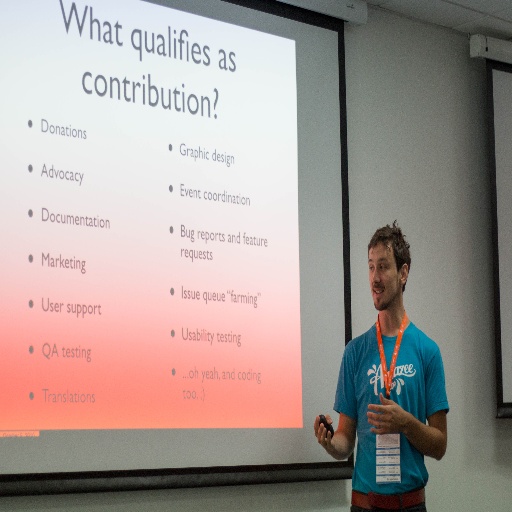 What qualifies as
contribution?
• Donations
• Advocacy
• Documentation
• Marketing
• User support
• QA testing
• Translations
• Graphic design
• Event coordination
• Bug reports and feature
requests
• Issue queue "farming"
• Usability testing
• ...oh yeah, and coding
too. :)
Amazee